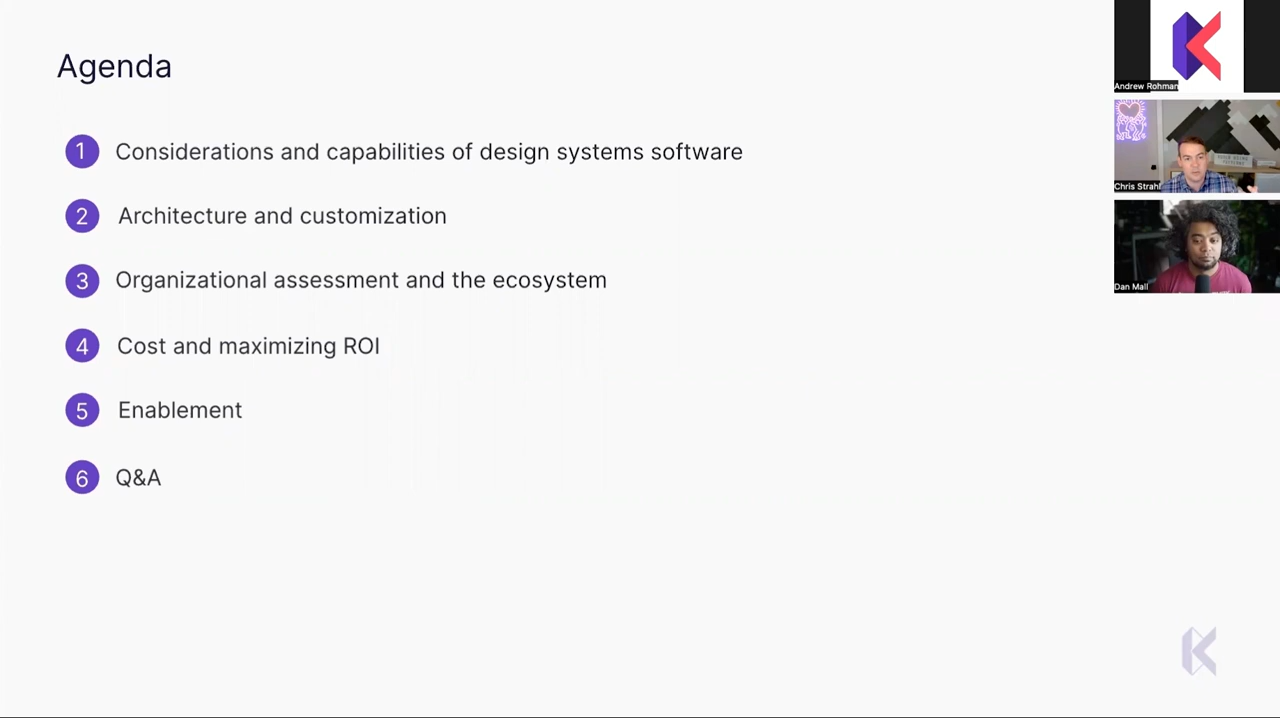 Agenda
1 Considerations and capabilities of design systems software
2 Architecture and customization
3 Organizational assessment and the ecosystem
4 Cost and maximizing ROI
5 Enablement
6 Q&A
Andrew Rohman
Chris Strahl
Dan Mall